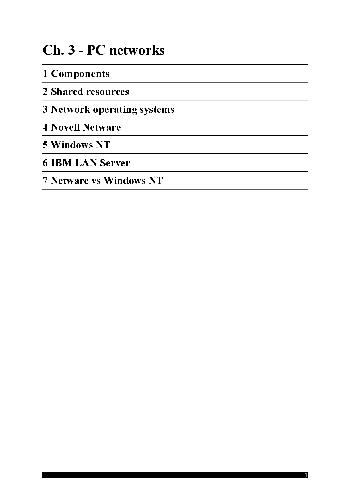 Ch. 3 - PC networks
1 Components
2 Shared resources
3 Network operating systems
4 Novell Netware
5 Windows NT
6 IBM LAN Server
7 Netware vs Windows NT